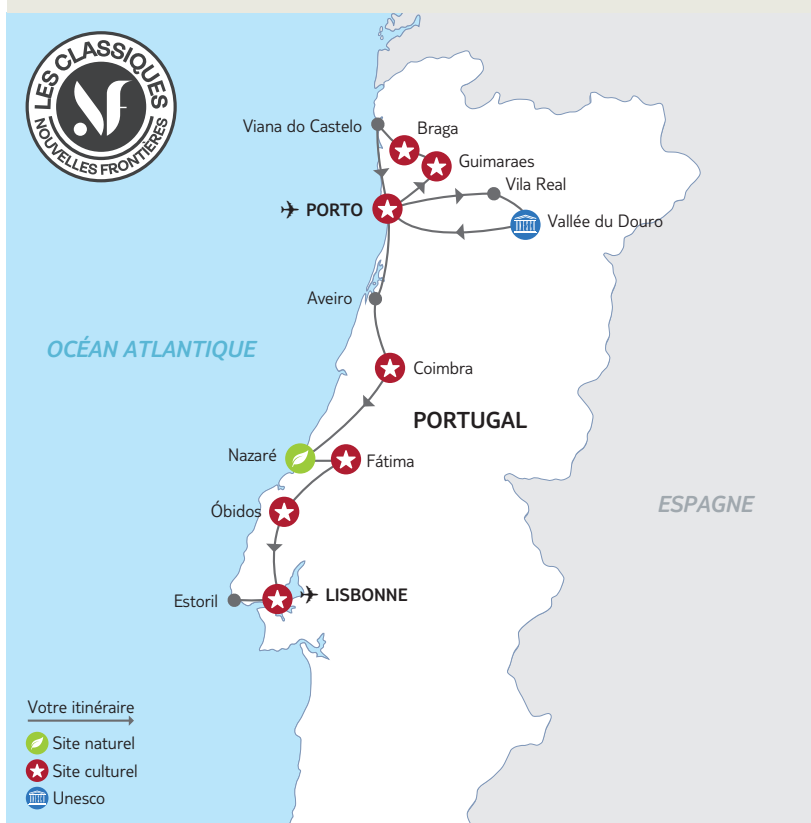 LES CLASSIQUES
NF
NOUVELLES FRONTIÈRES
Viana do Castelo
Braga
Guimaraes
Vila Real
PORTO
Vallée du Douro
Aveiro
OCÉAN ATLANTIQUE
Coimbra
PORTUGAL
Nazaré
Fátima
ESPAGNE
Óbidos
Estoril
LISBONNE
Votre itinéraire
Site naturel
Site culturel
Unesco